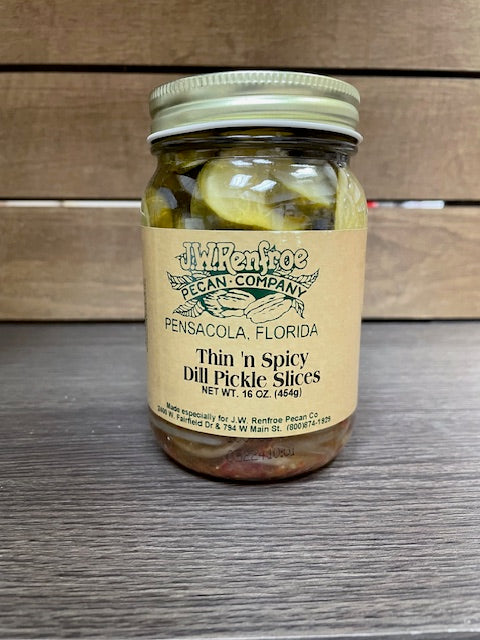 J.W. Renfroe
PECAN • COMPANY
PENSACOLA, FLORIDA
Thin 'n Spicy
Dill Pickle Slices
NET WT. 16 OZ. (454g)
Made especially for J.W. Renfroe Pecan Co
2400 W. Fairfield Dr & 794 W Main St. (800)874-1929